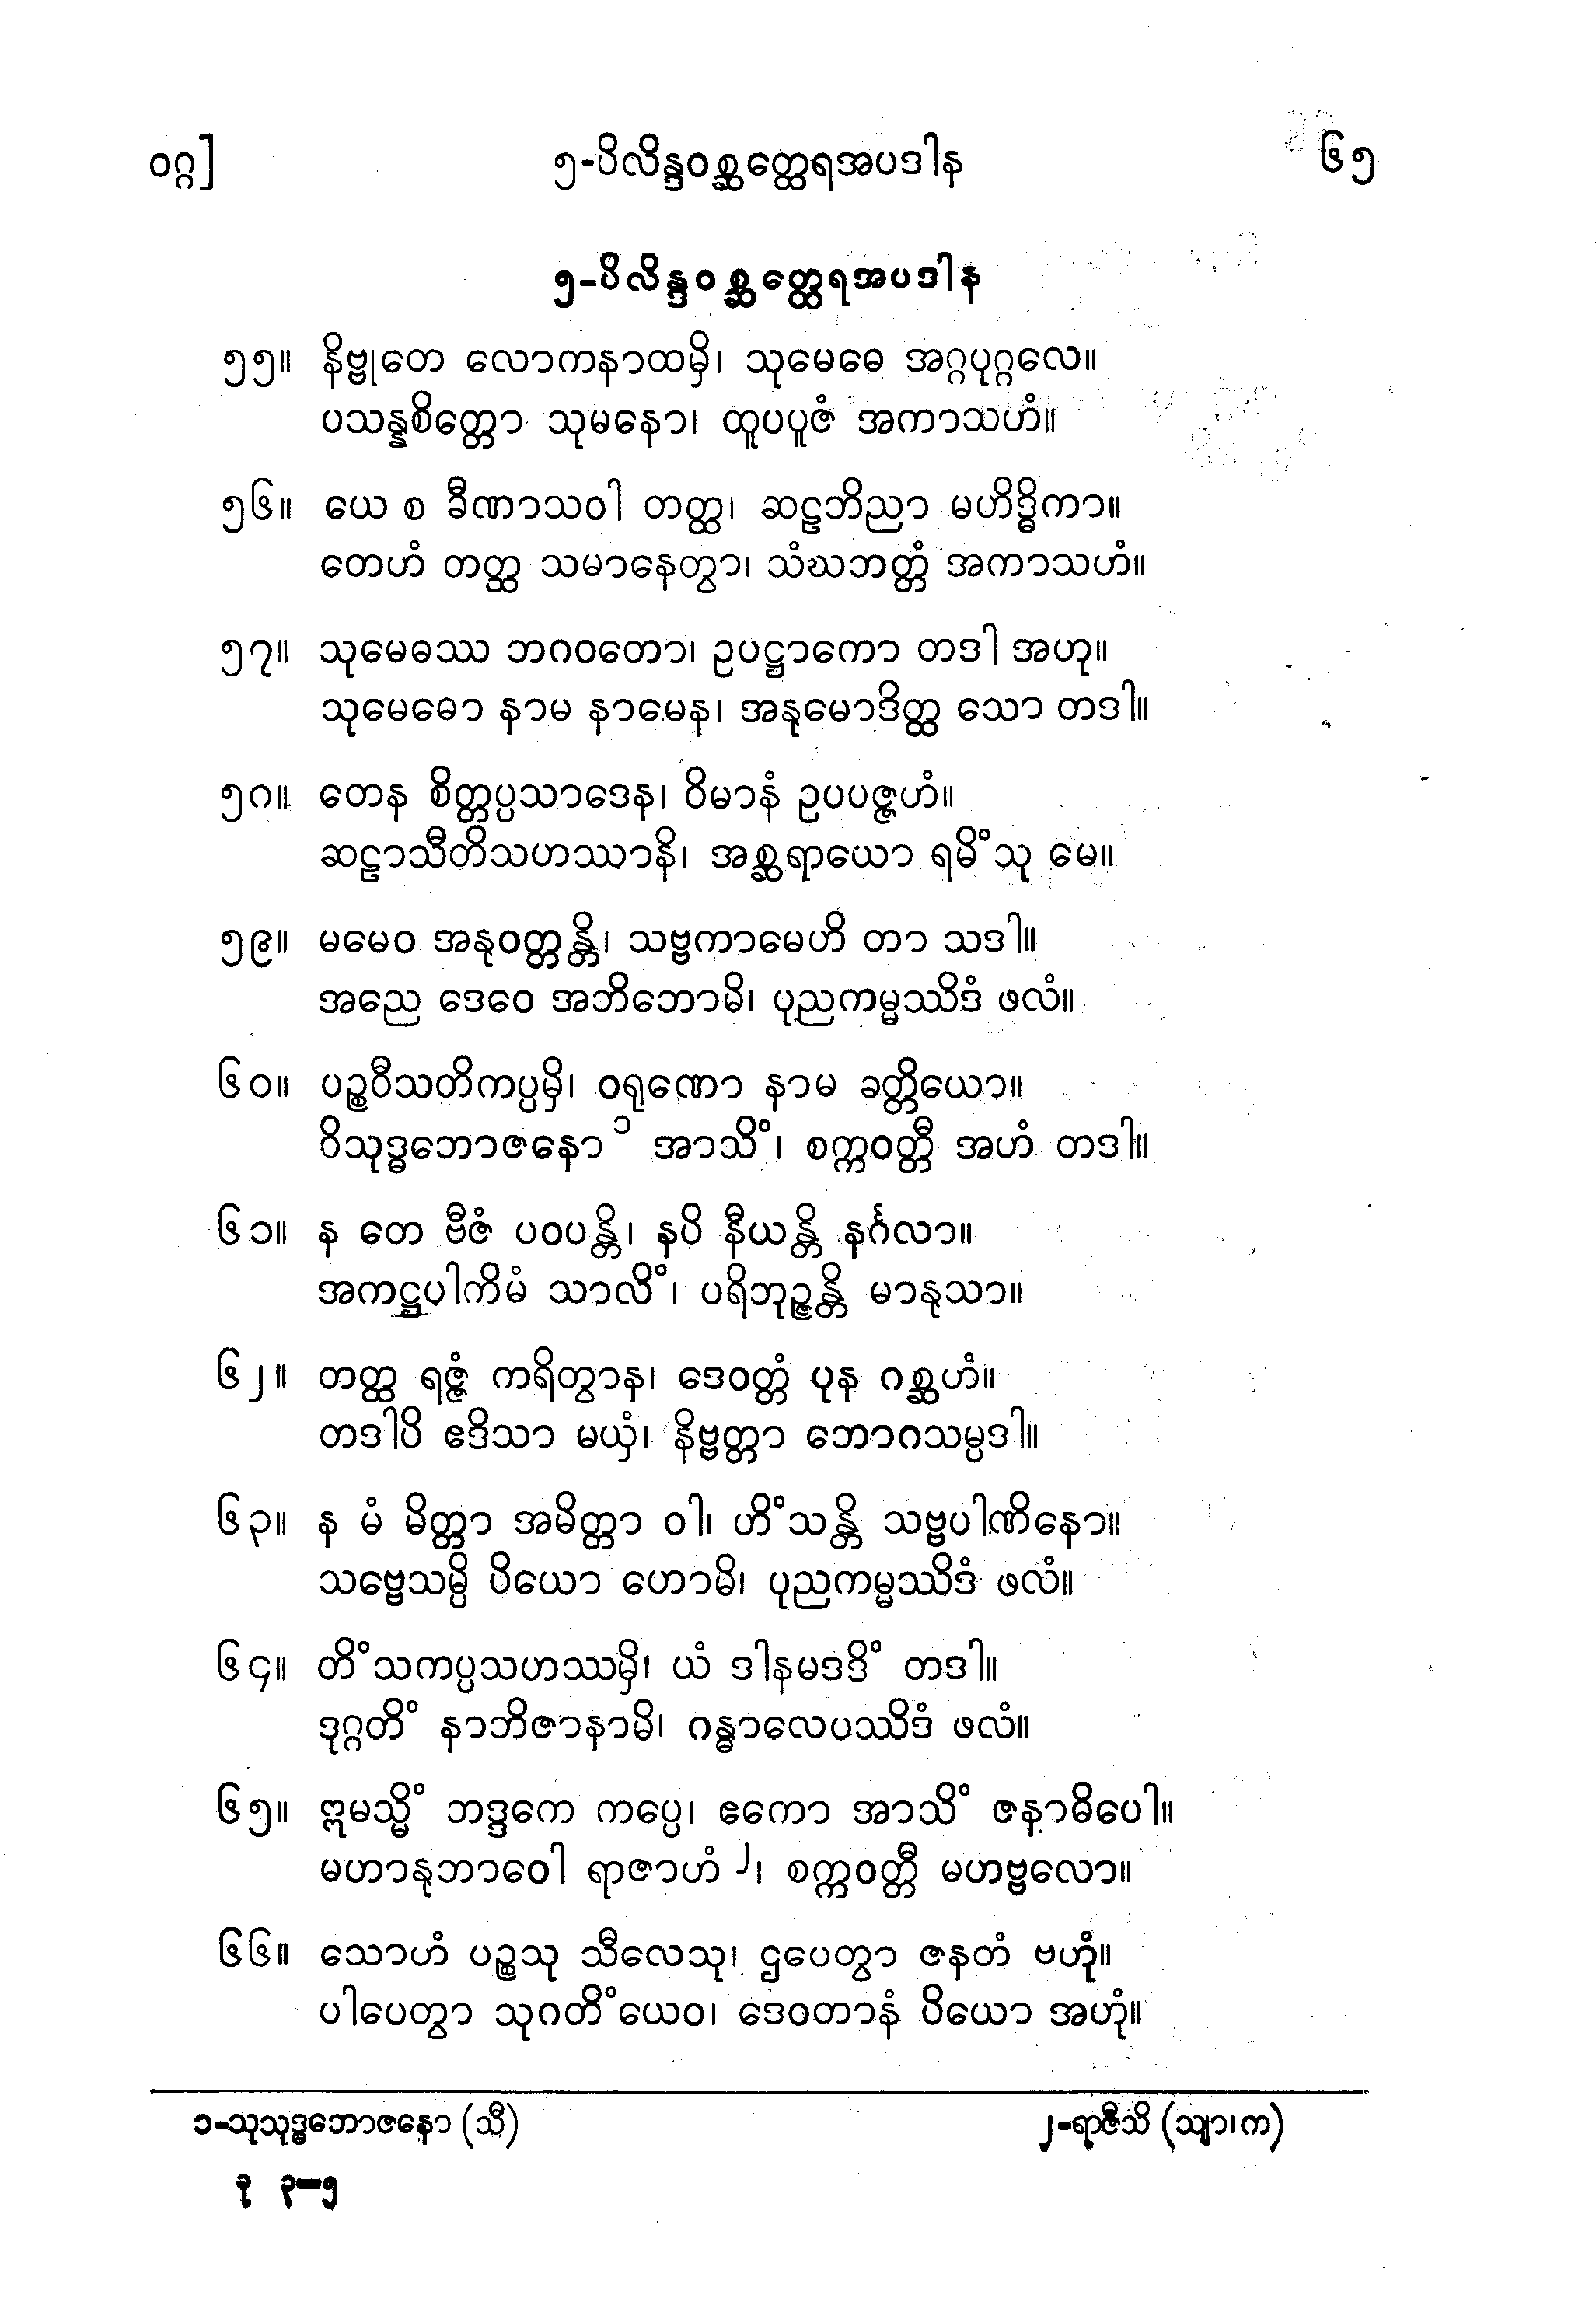 ဝဂ္ဂ] ၅-ပိလိန္ဒဝစ္ဆတ္ထေရအပဒါန ၆၅
၅-ပိလိန္ဒဝစ္ဆတ္ထေရအပဒါန
၅၅။ နိဗ္ဗုတေ လောကနာထမှိ၊ သုမေဓေ အဂ္ဂပုဂ္ဂလေ။
ပသန္နစိတ္တော သုမနော၊ ထူပပူဇံ အကာသဟံ။
၅၆။ ယေ စ ခီဏာသဝါ တတ္ထ၊ ဆဠဘိညာ မဟိဒ္ဓိကာ။
တေဟံ တတ္ထ သမာနေတွာ၊ သံဃဘတ္တံ အကာသဟံ။
၅၇။ သုမေဓဿ ဘဂဝတော၊ ဥပဋ္ဌာကော တဒါ အဟု။
သုမေဓော နာမ နာမေန၊ အနုမောဒိတ္ထ သော တဒါ။
၅၈။ တေန စိတ္တပ္ပသာဒေန၊ ဝိမာနံ ဥပပဇ္ဇဟံ။
ဆဠာသီတိသဟဿာနိ၊ အစ္ဆရာယော ရမိံသု မေ။
၅၉။ မမေဝ အနုဝတ္တန္တိ၊ သဗ္ဗကာမေဟိ တာ သဒါ။
အညေ ဒေဝေ အဘိဘောမိ၊ ပုညကမ္မဿိဒံ ဖလံ။
၆၀။ ပဉ္စဝီသတိကပ္ပမှိ၊ ဝရုဏော နာမ ခတ္တိယော။
ဝိသုဒ္ဓဘောဇနော ၁ အာသိံ၊ စက္ကဝတ္တီ အဟံ တဒါ။
၆၁။ န တေ ဗီဇံ ပဝပန္တိ၊ နပိ နီယန္တိ နင်္ဂလာ။
အကဋ္ဌပါကိမံ သာလိံ၊ ပရိဘုဉ္ဇန္တိ မာနုသာ။
၆၂။ တတ္ထ ရဇ္ဇံ ကရိတွာန၊ ဒေဝတ္တံ ပုန ဂစ္ဆဟံ။
တဒါပိ ဧဒိသာ မယှံ၊ နိဗ္ဗတ္တာ ဘောဂသမ္ပဒါ။
၆၃။ န မံ မိတ္တာ အမိတ္တာ ဝါ၊ ဟိံသန္တိ သဗ္ဗပါဏိနော။
သဗ္ဗေသမ္ပိ ပိယော ဟောမိ၊ ပုညကမ္မဿိဒံ ဖလံ။
၆၄။ တိံသကပ္ပသဟဿမှိ၊ ယံ ဒါနမဒဒိံ တဒါ။
ဒုဂ္ဂတိံ နာဘိဇာနာမိ၊ ဂန္ဓာလေပဿိဒံ ဖလံ။
၆၅။ ဣမသ္မိံ ဘဒ္ဒကေ ကပ္ပေ၊ ဧကော အာသိံ ဇနာဓိပေါ။
မဟာနုဘာဝေါ ရာဇာဟံ ၂၊ စက္ကဝတ္တီ မဟဗ္ဗလော။
၆၆။ သောဟံ ပဉ္စသု သီလေသု၊ ဌပေတွာ ဇနတံ ဗဟုံ။
ပါပေတွာ သုဂတိံယေဝ၊ ဒေဝတာနံ ပိယော အဟုံ။
၁-သုသုဒ္ဓဘောဇနော (သီ) ၂-ရာဇီသိ (သျာ၊က)
ခု ၃-၅